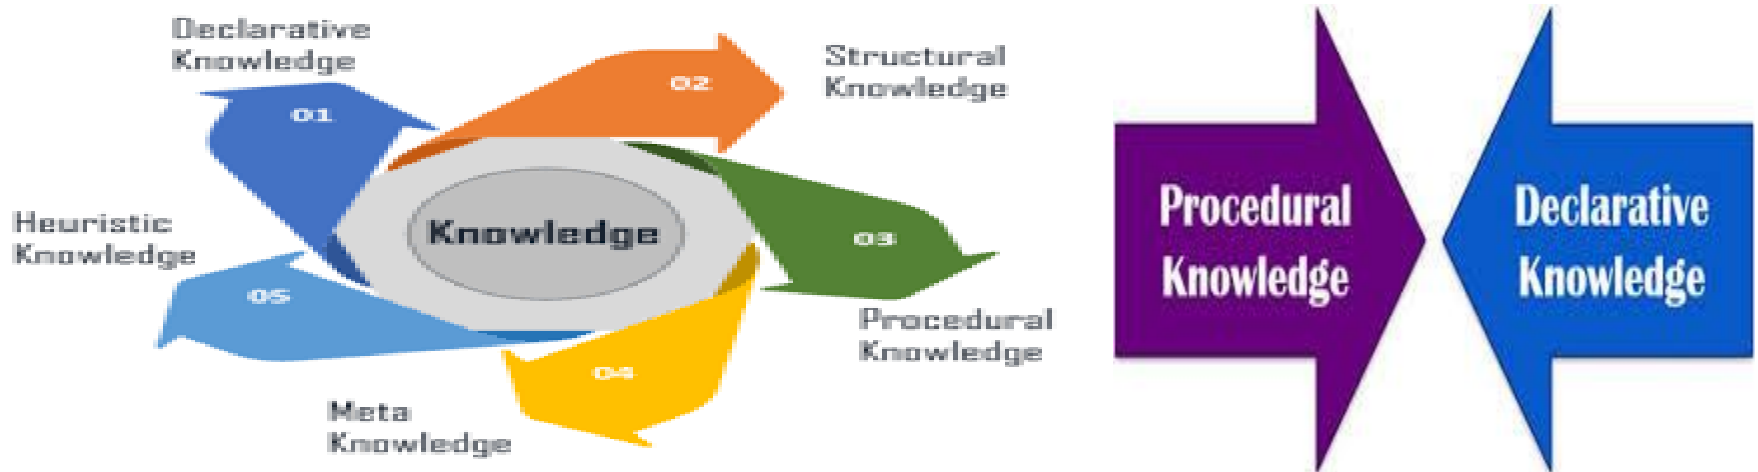 Declarative
Knowledge
01
02
Structural
Knowledge
03
Procedural
Knowledge
04
Meta
Knowledge
05
Heuristic
Knowledge
Knowledge
Procedural
Knowledge
Declarative
Knowledge